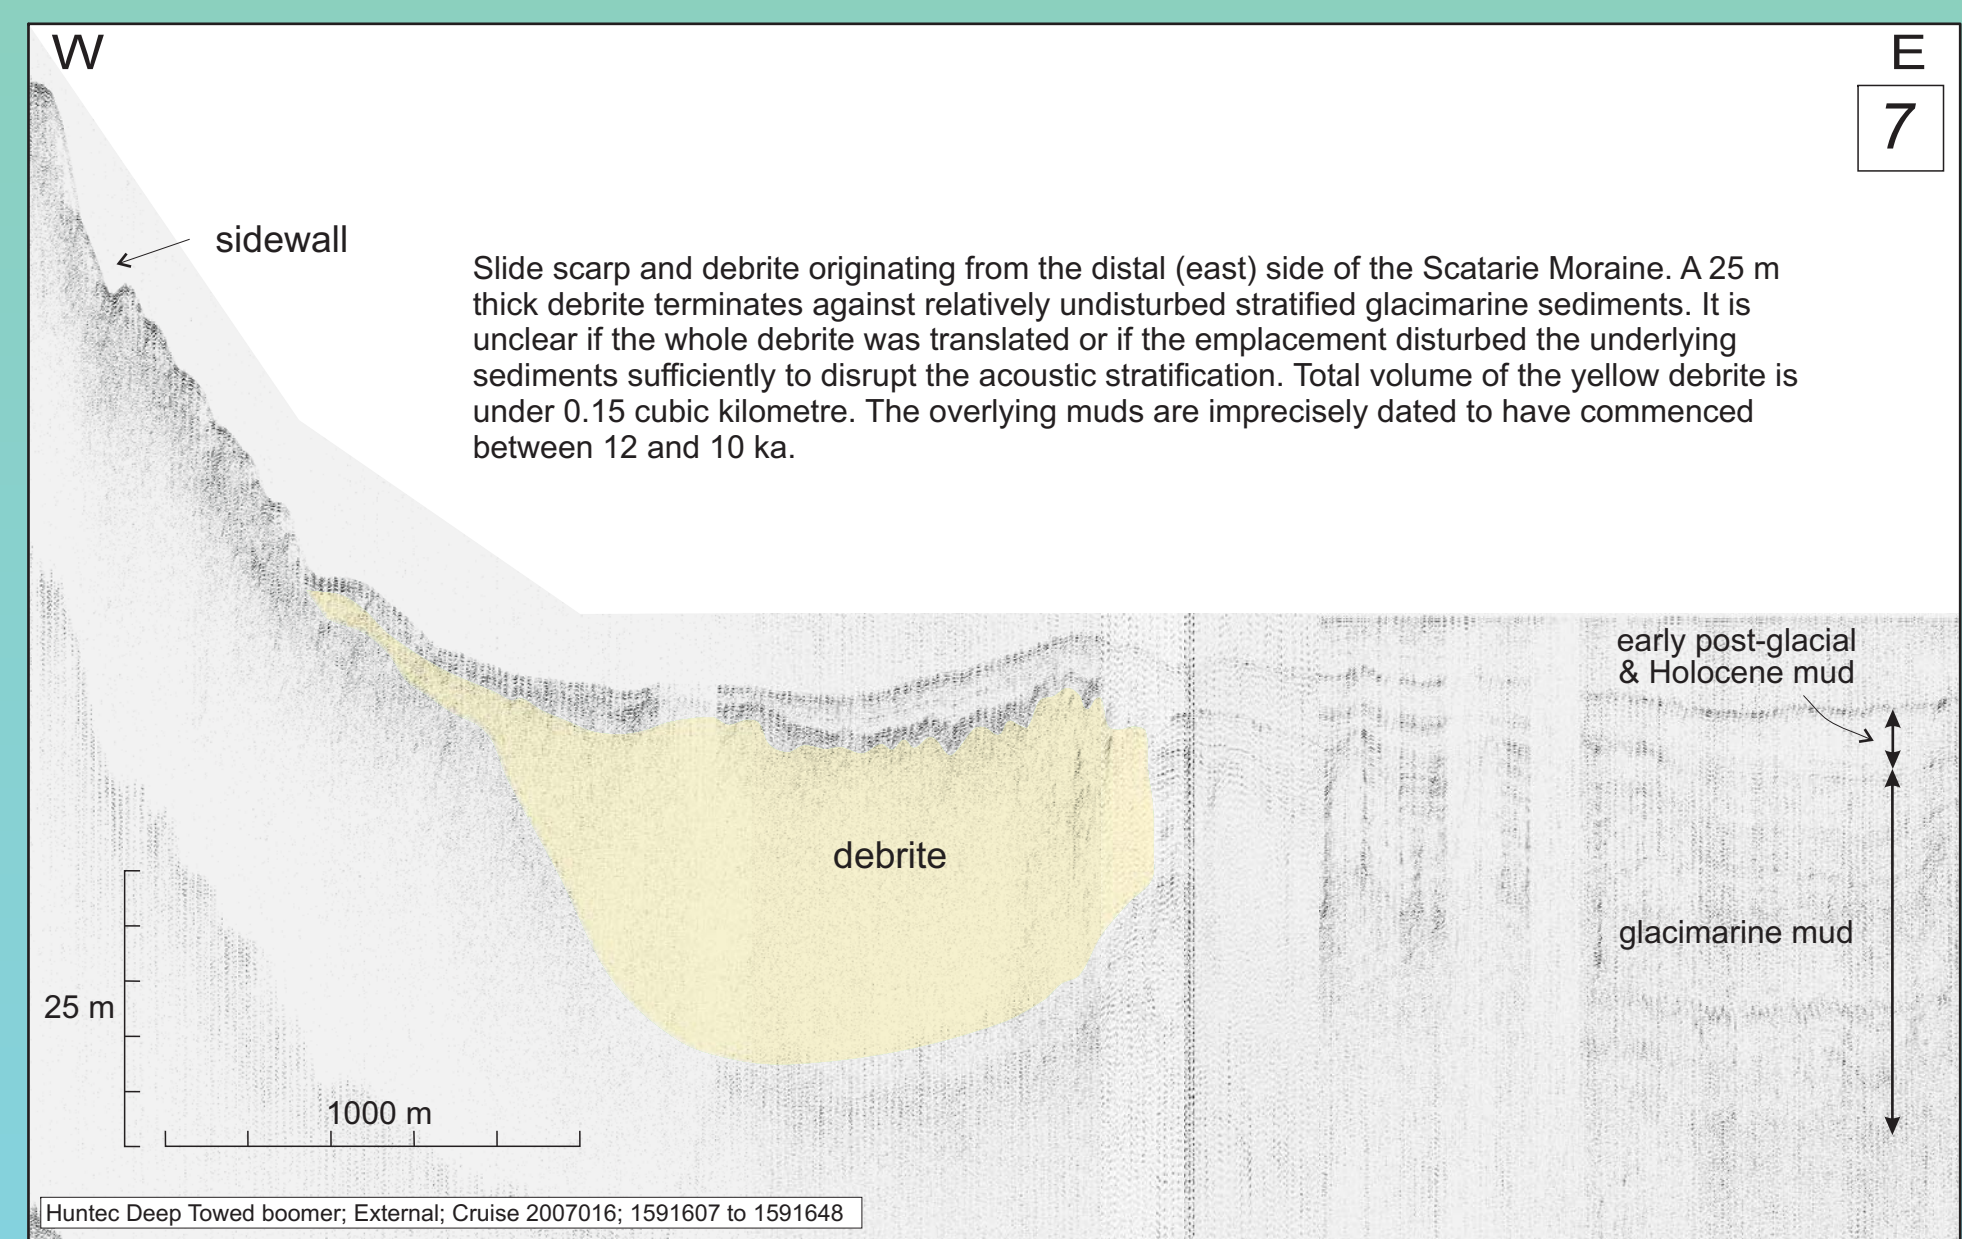 W
E
7
sidewall
Slide scarp and debrite originating from the distal (east) side of the Scatarie Moraine. A 25 m
thick debrite terminates against relatively undisturbed stratified glacimarine sediments. It is
unclear if the whole debrite was translated or if the emplacement disturbed the underlying
sediments sufficiently to disrupt the acoustic stratification. Total volume of the yellow debrite is
under 0.15 cubic kilometre. The overlying muds are imprecisely dated to have commenced
between 12 and 10 ka.
early post-glacial
& Holocene mud
debrite
glacimarine mud
25 m
1000 m
Huntec Deep Towed boomer; External; Cruise 2007016; 1591607 to 1591648